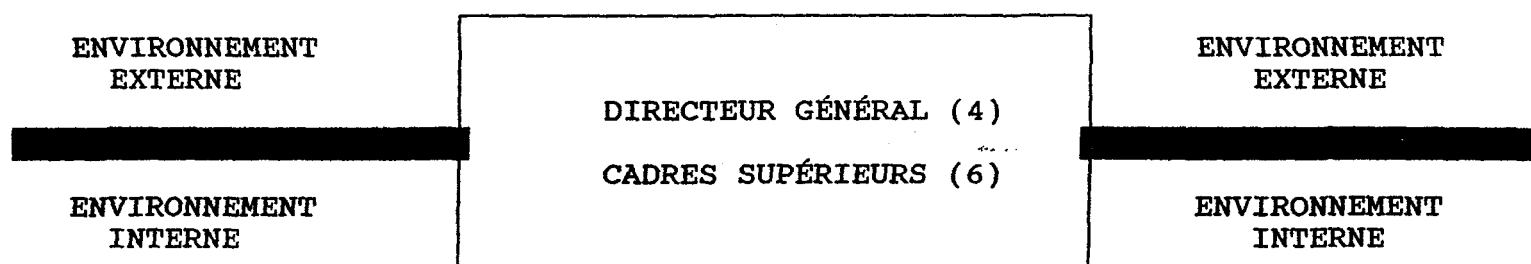 ENVIRONNEMENT
EXTERNE
ENVIRONNEMENT
INTERNE
DIRECTEUR GÉNÉRAL (4)
CADRES SUPÉRIEURS (6)
ENVIRONNEMENT
EXTERNE
ENVIRONNEMENT
INTERNE